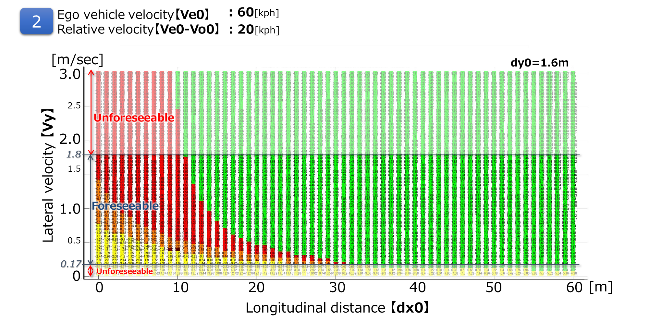 2
Ego vehicle velocity【Ve0】 : 60[kph]
Relative velocity【Ve0-Vo0】 : 20[kph]
[m/sec]
dy0=1.6m
3.0
2.5
Unforeseeable
2.0
1.8
1.5
Foreseeable
1.0
0.5
0.17
Unforeseeable
0
Lateral velocity【Vy】
0 10 20 30 40 50 60 [m]
Longitudinal distance【dx0】